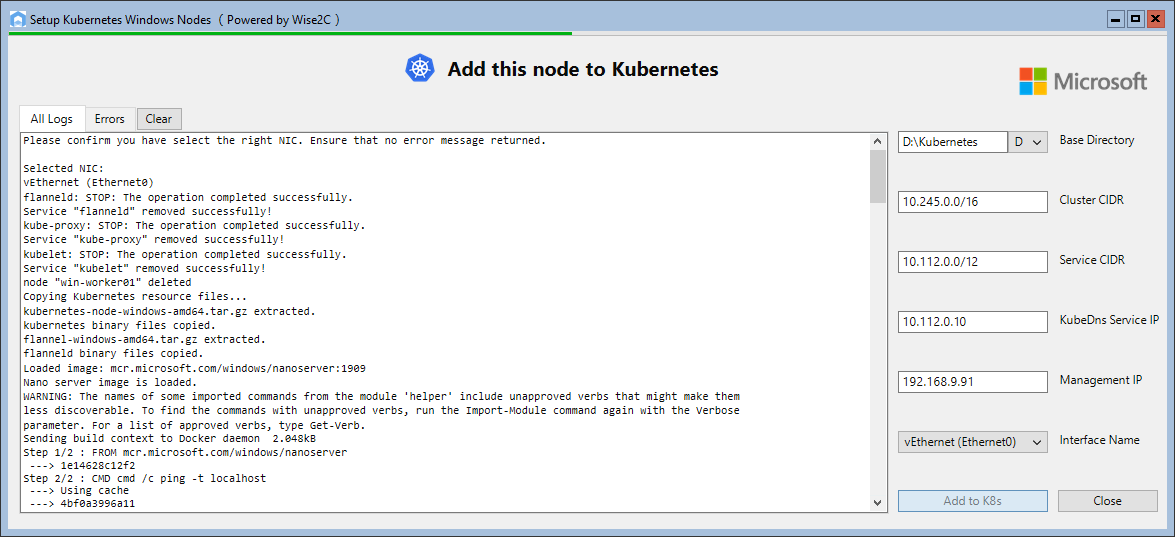 Setup Kubernetes Windows Nodes ( Powered by Wise2C )
Add this node to Kubernetes
Microsoft
All Logs
Errors
Clear
Please confirm you have select the right NIC. Ensure that no error message returned.
Selected NIC:
vEthernet (Ethernet0)
flanneld: STOP: The operation completed successfully.
Service "flanneld" removed successfully!
kube-proxy: STOP: The operation completed successfully.
Service "kube-proxy" removed successfully!
kubelet: STOP: The operation completed successfully.
Service "kubelet" removed successfully!
node "win-worker01" deleted
Copying Kubernetes resource files...
kubernetes-node-windows-amd64.tar.gz extracted.
kubernetes binary files copied.
flannel-windows-amd64.tar.gz extracted.
flanneld binary files copied.
Loaded image: mcr.microsoft.com/windows/nanoserver:1909
Nano server image is loaded.
WARNING: The names of some imported commands from the module 'helper' include unapproved verbs that might make them
less discoverable. To find the commands with unapproved verbs, run the Import-Module command again with the Verbose
parameter. For a list of approved verbs, type Get-Verb.
Sending build context to Docker daemon  2.048kB
Step 1/2 : FROM mcr.microsoft.com/windows/nanoserver
---> 1e14628c12f2
Step 2/2 : CMD cmd /c ping -t localhost
---> Using cache
---> 4bf0a3996a11
D:\Kubernetes
D
Base Directory
10.245.0.0/16
Cluster CIDR
10.112.0.0/12
Service CIDR
10.112.0.10
KubeDns Service IP
192.168.9.91
Management IP
vEthernet (Ethernet0)
Interface Name
Add to K8s
Close